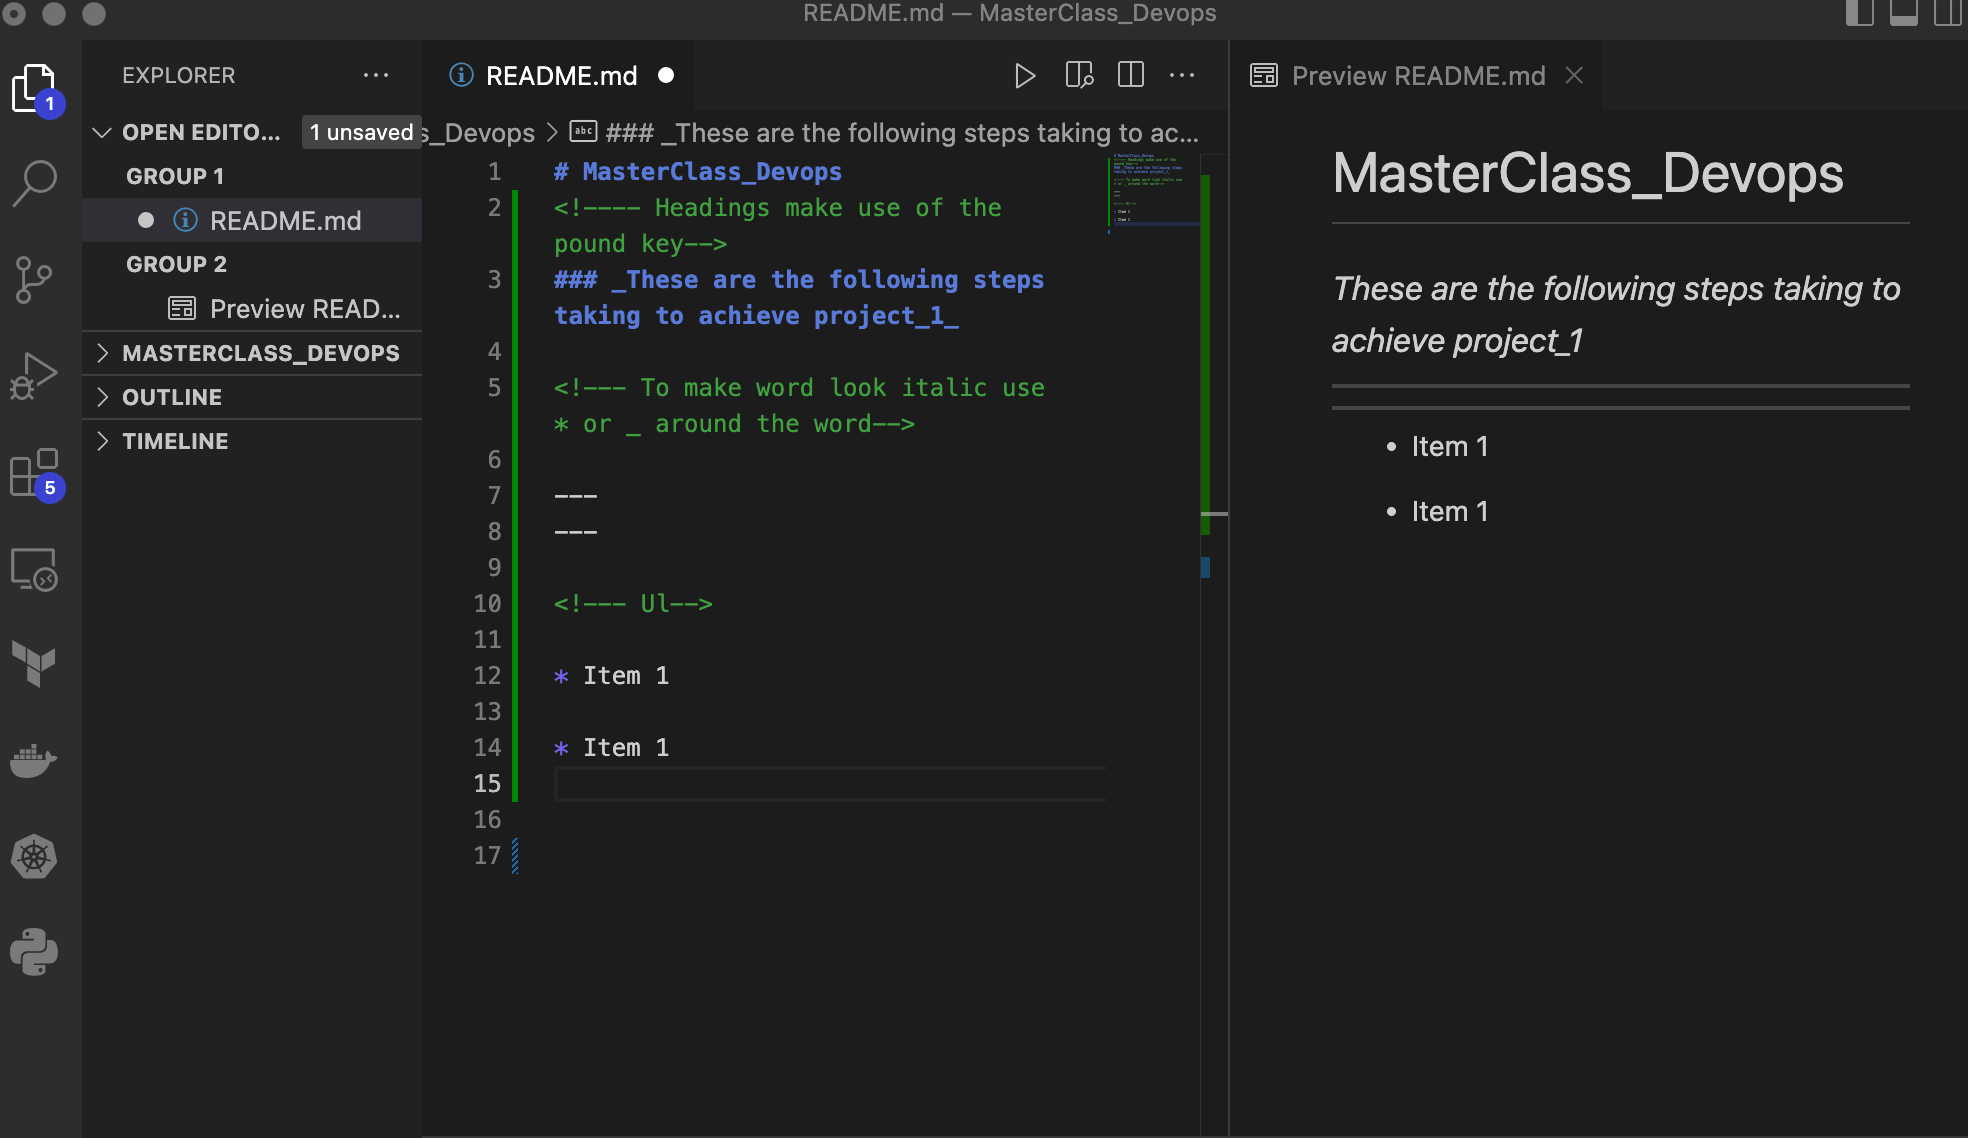 README.md — MasterClass_Devops
1
5
EXPLORER
OPEN EDITO... 1 unsaved
GROUP 1
README.md
GROUP 2
Preview READ...
MASTERCLASS_DEVOPS
OUTLINE
TIMELINE
README.md
s_Devops > ### _These are the following steps taking to ac...
1 # MasterClass_Devops
2 <!---- Headings make use of the
pound key-->
3 ### _These are the following steps
taking to achieve project_1_
4
5 <!--- To make word look italic use
* or _ around the word-->
6
7 ---
8 ---
9
10 <!--- Ul-->
11
12 * Item 1
13
14 * Item 1
15
16
17
Preview README.md
MasterClass_Devops
These are the following steps taking to
achieve project_1
• Item 1
• Item 1